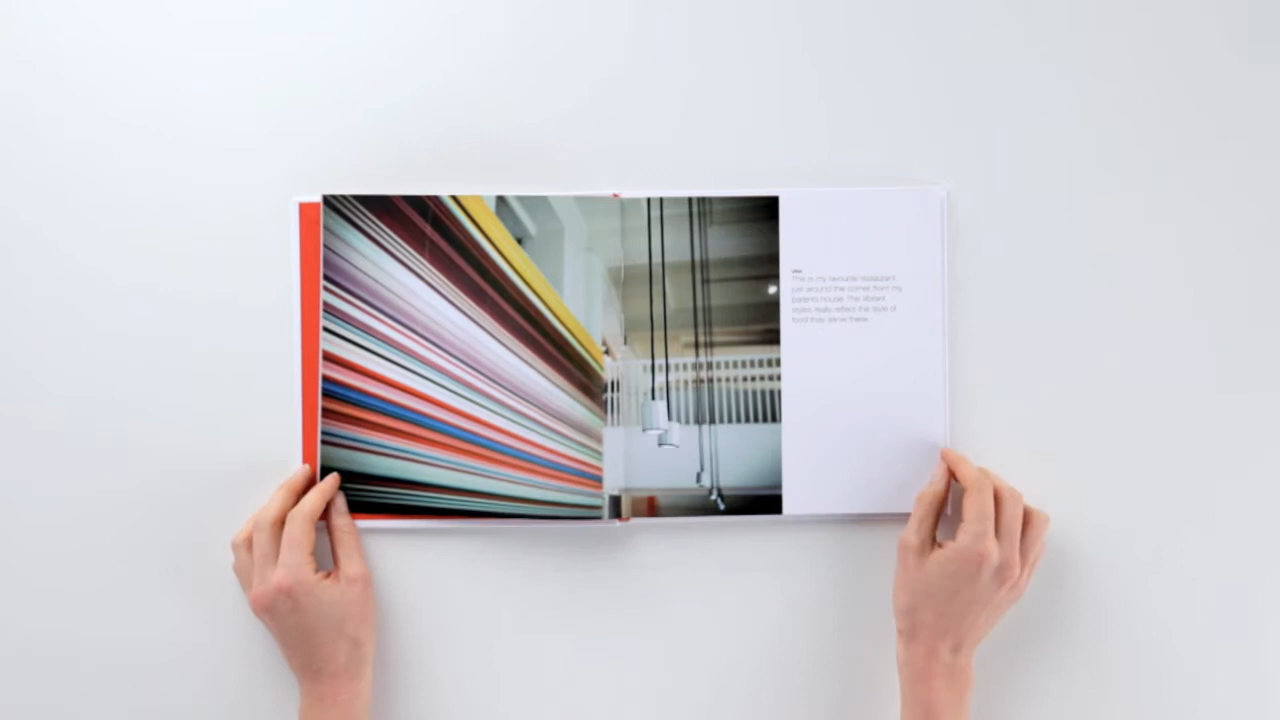 This is my favourite restaurant
just around the corner from my
parents house. The vibrant
styles really reflect the style of
food they serve there.